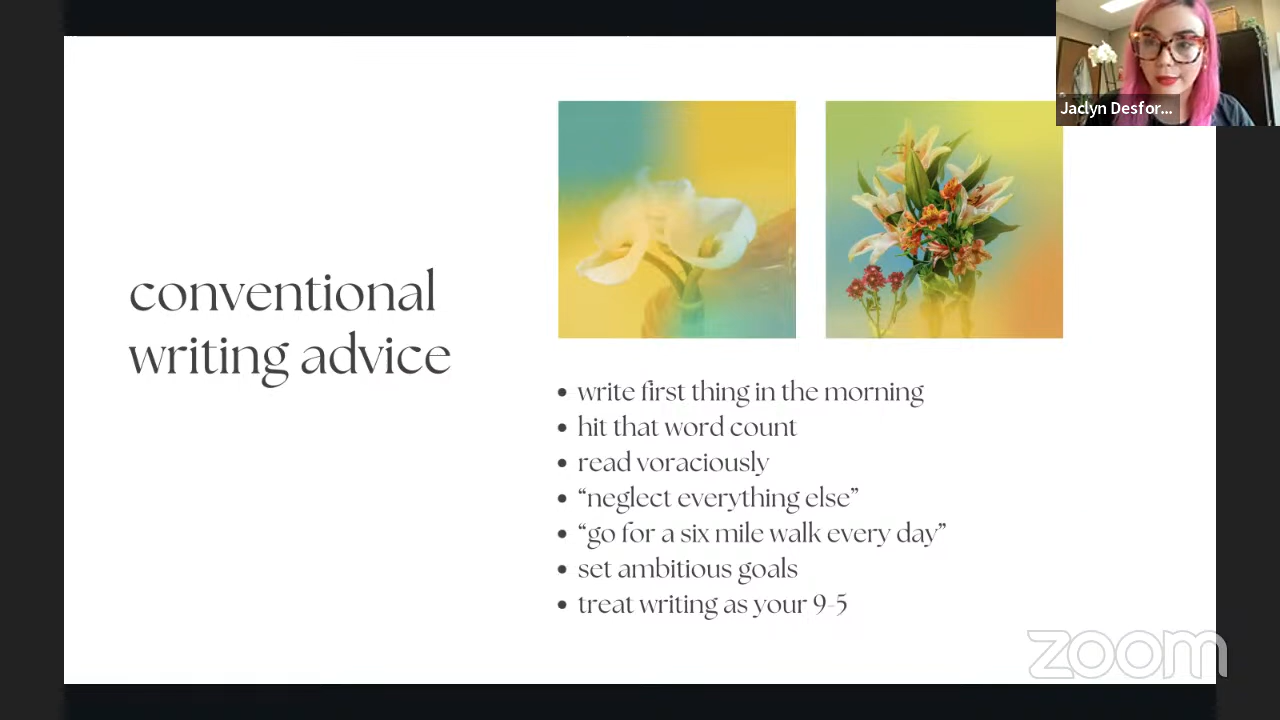 Jaclyn Desfor...
conventional
writing advice
• write first thing in the morning
• hit that word count
• read voraciously
• “neglect everything else”
• “go for a six mile walk every day”
• set ambitious goals
• treat writing as your 9-5
zoom